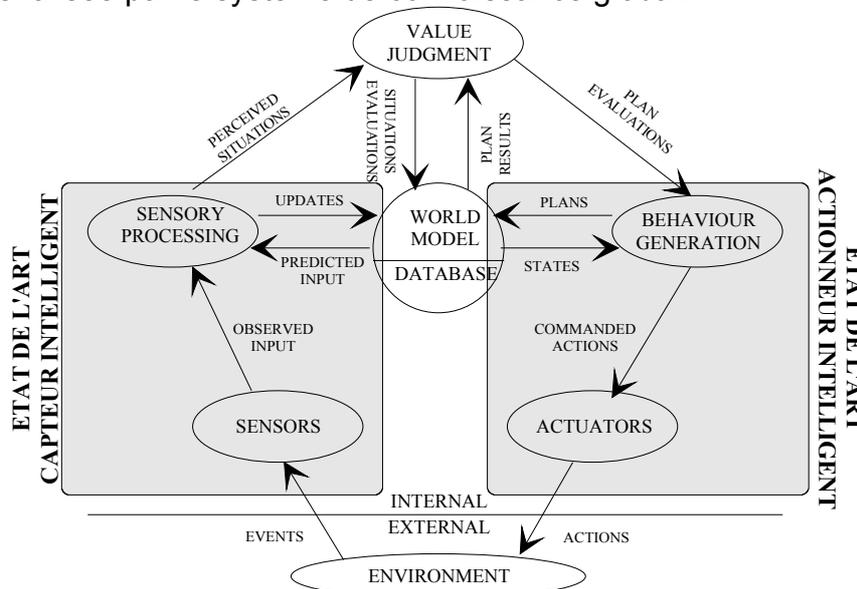 VALUE
JUDGMENT
PERCEIVED
SITUATIONS
SITUATIONS
EVALUATIONS
PLAN
RESULTS
PLAN
EVALUATIONS
ETAT DE L'ART
CAPTEUR INTELLIGENT
SENSORY
PROCESSING
UPDATES
PREDICTED
INPUT
WORLD
MODEL
DATABASE
PLANS
STATES
BEHAVIOUR
GENERATION
ACTIONNEUR INTELLIGENT
ETAT DE L'ART
OBSERVED
INPUT
COMMANDED
ACTIONS
SENSORS
ACTUATORS
INTERNAL
EXTERNAL
EVENTS
ACTIONS
ENVIRONMENT